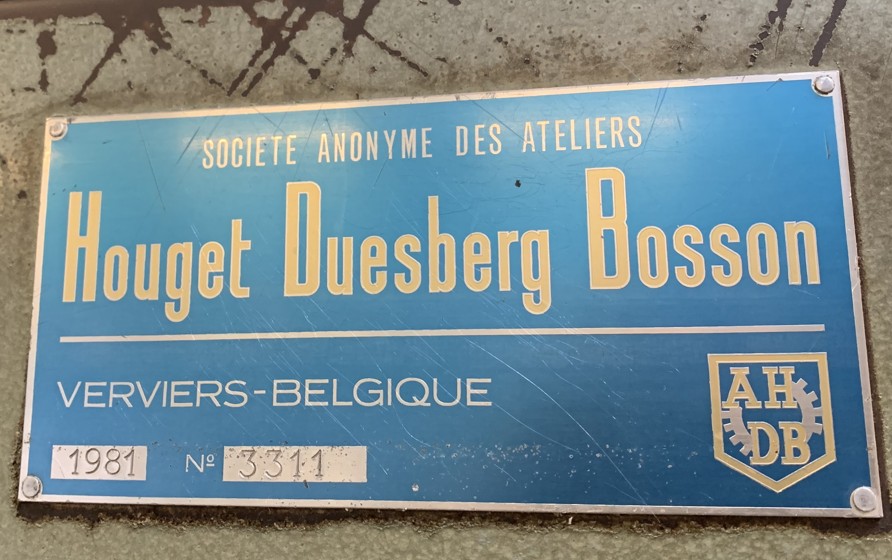 SOCIETE ANONYME DES ATELIERS
Houget Duesberg Bosson
VERVIERS-BELGIQUE
1981 Nº 3311
AH
DB